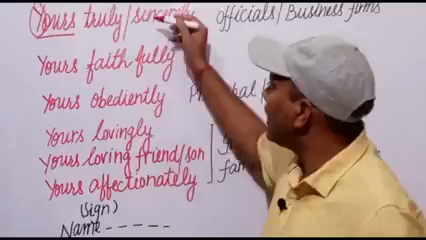 Yours truly/sincerely officials/Business firms
Yours faithfully
Yours obediently
Yours lovingly
Yours loving friend/son
Yours affectionately
(Sign)
Name-----